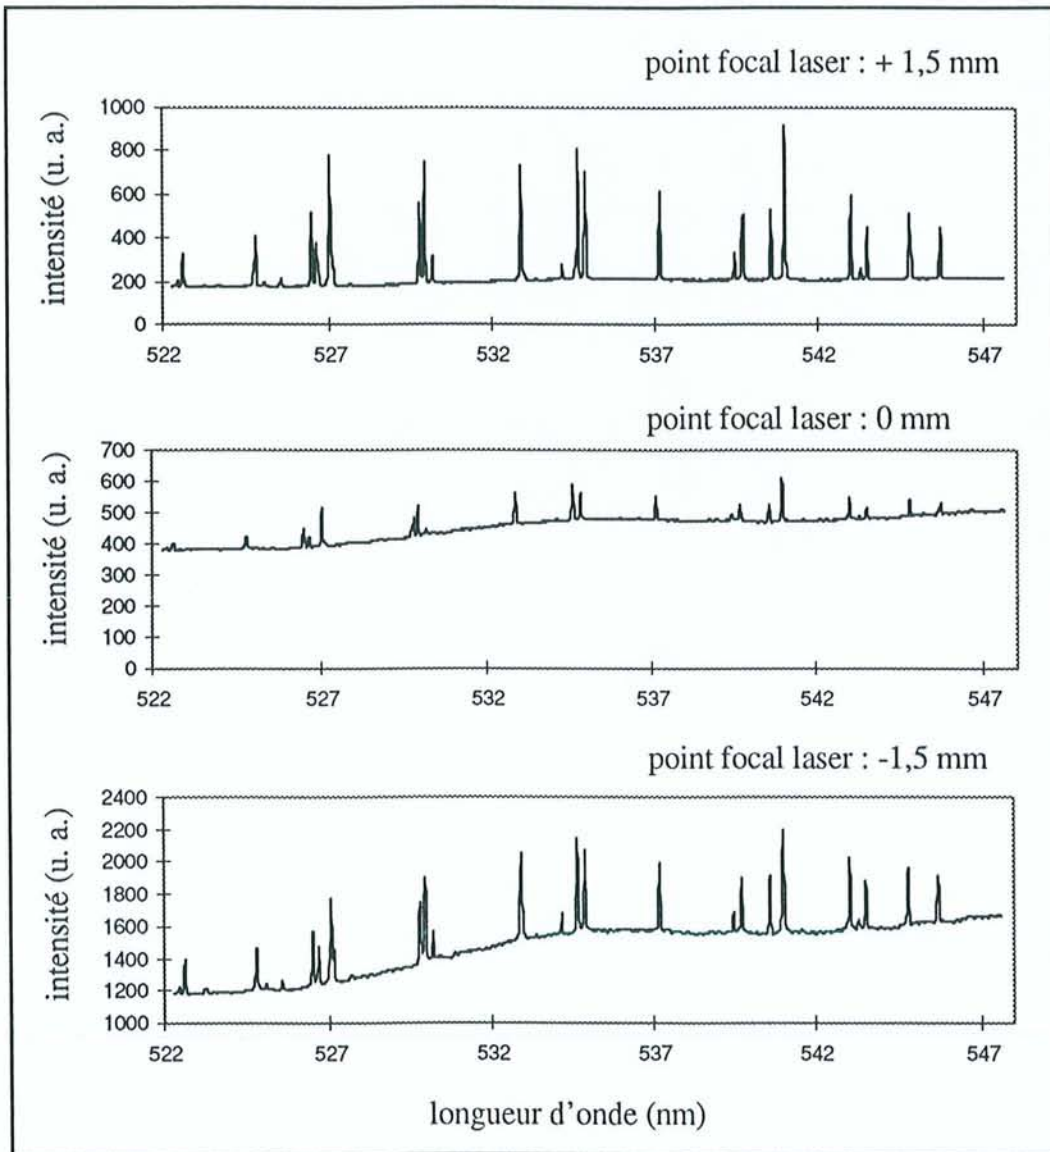 point focal laser : + 1,5 mm
intensité (u. a.)
1000
800
600
400
200
0
522 527 532 537 542 547
point focal laser : 0 mm
intensité (u. a.)
700
600
500
400
300
200
100
0
522 527 532 537 542 547
point focal laser : -1,5 mm
intensité (u. a.)
2400
2200
2000
1800
1600
1400
1200
1000
522 527 532 537 542 547
longueur d'onde (nm)